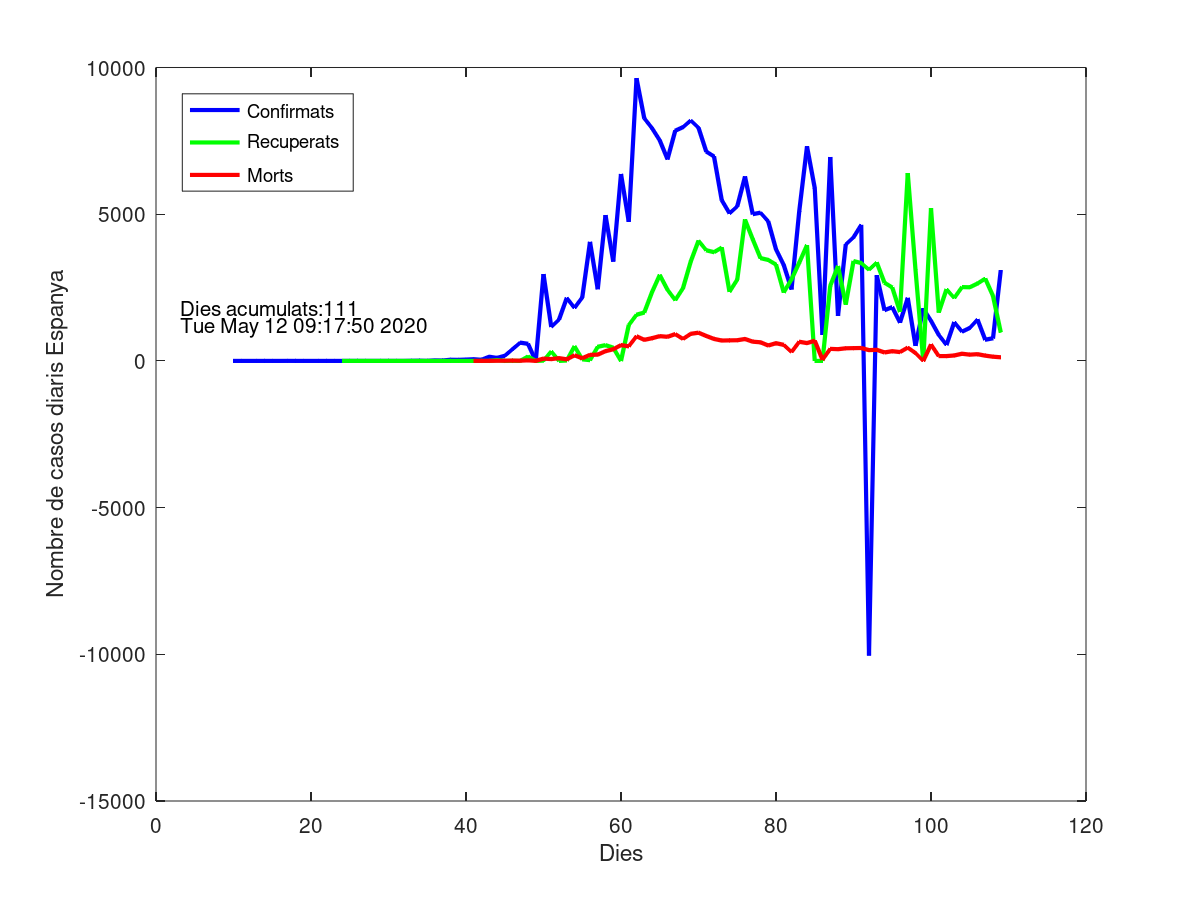 10000
5000
0
-5000
-10000
-15000
Nombre de casos diaris Espanya
Confirmats
Recuperats
Morts
Dies acumulats:111
Tue May 12 09:17:50 2020
0 20 40 60 80 100 120
Dies